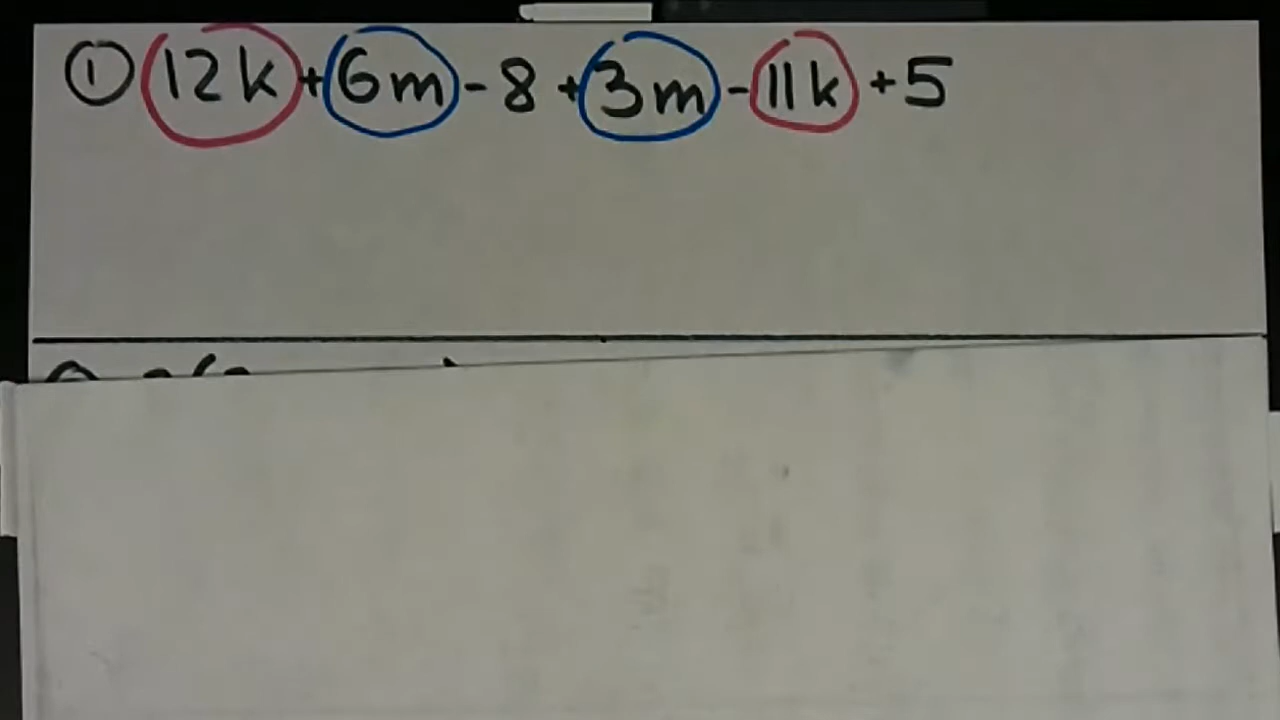 ① 12k + 6m - 8 + 3m - 11k + 5